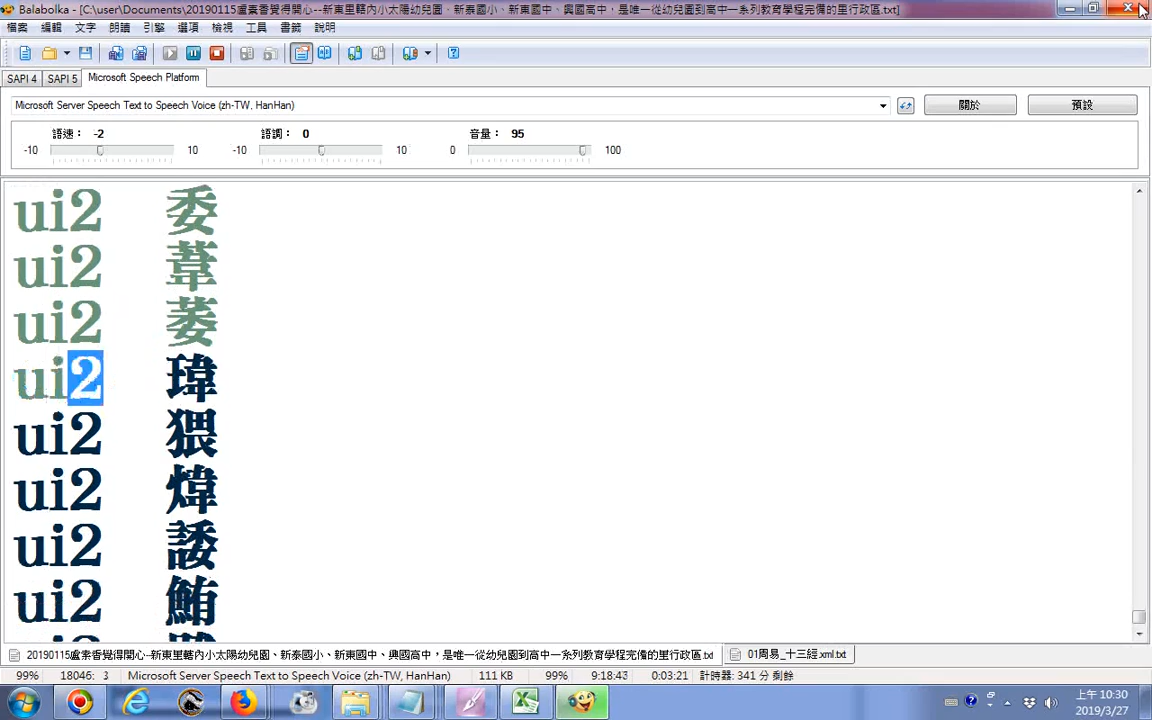 Balabolka - [C:\user\Documents\20190115盧素香覺得開心--新東里轄內小太陽幼兒園、新泰國小、新東國中、興國高中，是唯一從幼兒園到高中一系列教育學程完備的里行政區.txt]
檔案 編輯 文字 朗讀 引擎 選項 檢視 工具 書籤 說明
SAPI 4 SAPI 5 Microsoft Speech Platform
Microsoft Server Speech Text to Speech Voice (zh-TW, HanHan) 關於 預設
語速： -2 語調： 0 音量： 95
-10 10 -10 10 0 100
ui2 委
ui2 葦
ui2 萎
ui2 瑋
ui2 猥
ui2 煒
ui2 諉
ui2 鮪
20190115盧素香覺得開心--新東里轄內小太陽幼兒園、新泰國小、新東國中、興國高中，是唯一從幼兒園到高中一系列教育學程完備的里行政區.txt 01周易_十三經.xml.txt
99% 18046: 3 Microsoft Server Speech Text to Speech Voice (zh-TW, HanHan) 111 KB 99% 9:18:43 0:03:21 計時器: 341 分 剩餘
上午 10:30
2019/3/27